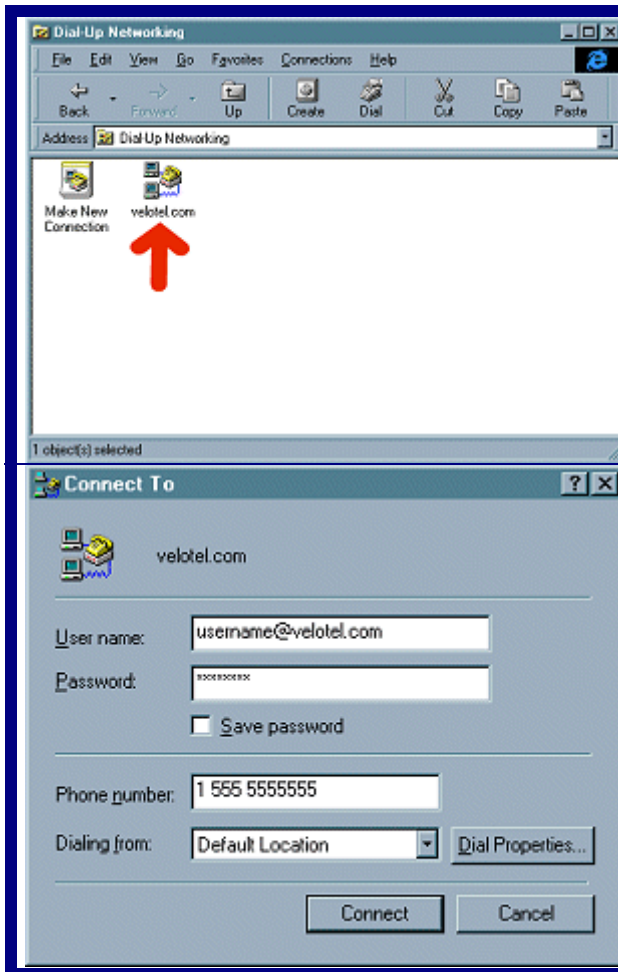 Dial-Up Networking
File Edit View Go Favorites Connections Help
Back Forward Up Create Dial Cut Copy Paste
Address Dial-Up Networking
Make New
Connection
velotel.com
1 object(s) selected
Connect To
velotel.com
User name: username@velotel.com
Password: xxxxxxxx
Save password
Phone number: 1 555 5555555
Dialing from: Default Location Dial Properties...
Connect Cancel